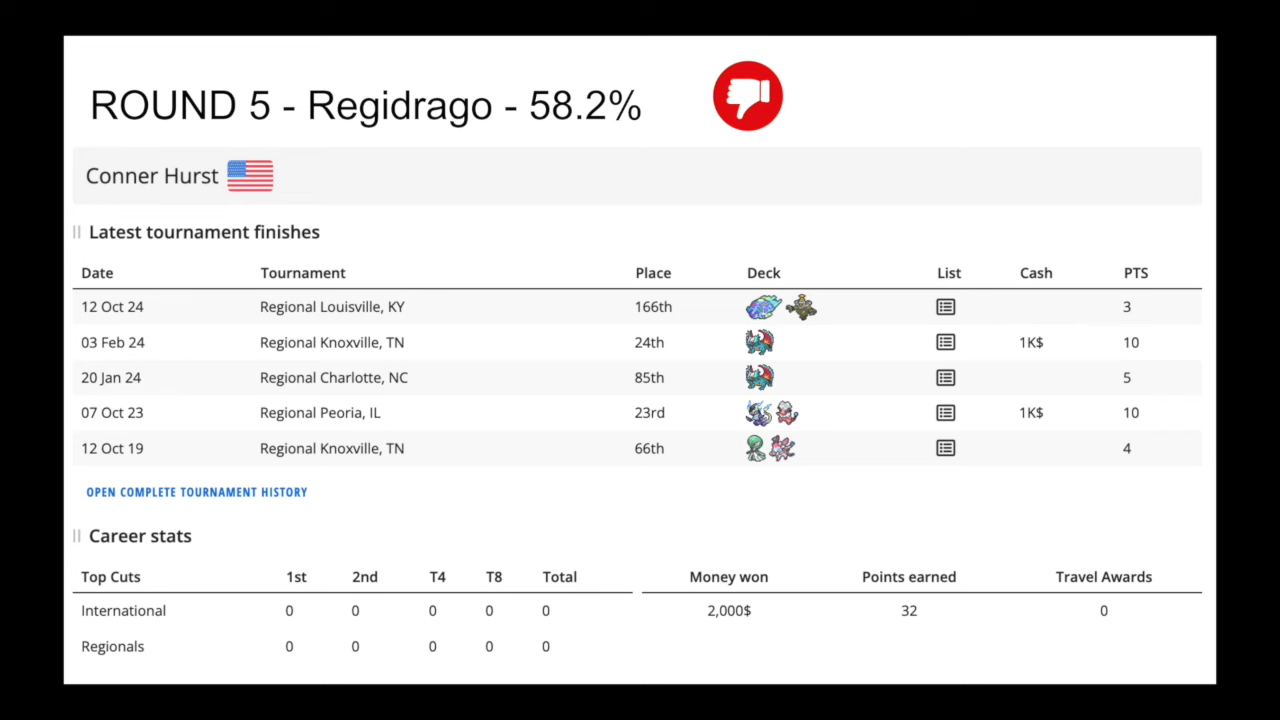 ROUND 5 - Regidrago - 58.2%
Conner Hurst
Latest tournament finishes
Date Tournament Place Deck List Cash PTS
12 Oct 24 Regional Louisville, KY 166th 3
03 Feb 24 Regional Knoxville, TN 24th 1K$ 10
20 Jan 24 Regional Charlotte, NC 85th 5
07 Oct 23 Regional Peoria, IL 23rd 1K$ 10
12 Oct 19 Regional Knoxville, TN 66th 4
OPEN COMPLETE TOURNAMENT HISTORY
Career stats
Top Cuts 1st 2nd T4 T8 Total Money won Points earned Travel Awards
International 0 0 0 0 0 2,000$ 32 0
Regionals 0 0 0 0 0